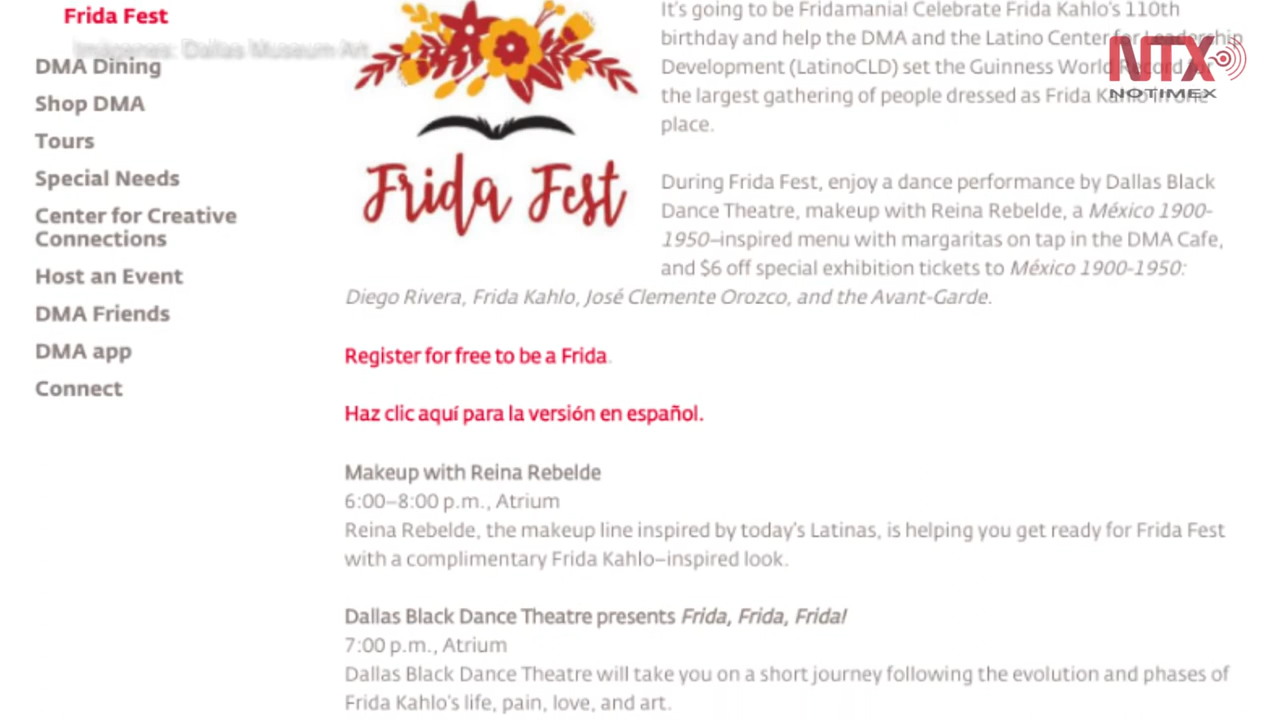 Frida Fest
Imágenes: Dallas Museum Art
DMA Dining
Shop DMA
Tours
Special Needs
Center for Creative
Connections
Host an Event
DMA Friends
DMA app
Connect
Frida Fest
It's going to be Fridamania! Celebrate Frida Kahlo's 110th
birthday and help the DMA and the Latino Center for Leadership
Development (LatinoCLD) set the Guinness World Record for
the largest gathering of people dressed as Frida Kahlo in one
place.
NTX
NOTIMEX
During Frida Fest, enjoy a dance performance by Dallas Black
Dance Theatre, makeup with Reina Rebelde, a México 1900-
1950–inspired menu with margaritas on tap in the DMA Cafe,
and $6 off special exhibition tickets to México 1900-1950:
Diego Rivera, Frida Kahlo, José Clemente Orozco, and the Avant-Garde.
Register for free to be a Frida.
Haz clic aquí para la versión en español.
Makeup with Reina Rebelde
6:00–8:00 p.m., Atrium
Reina Rebelde, the makeup line inspired by today's Latinas, is helping you get ready for Frida Fest
with a complimentary Frida Kahlo–inspired look.
Dallas Black Dance Theatre presents Frida, Frida, Frida!
7:00 p.m., Atrium
Dallas Black Dance Theatre will take you on a short journey following the evolution and phases of
Frida Kahlo's life, pain, love, and art.